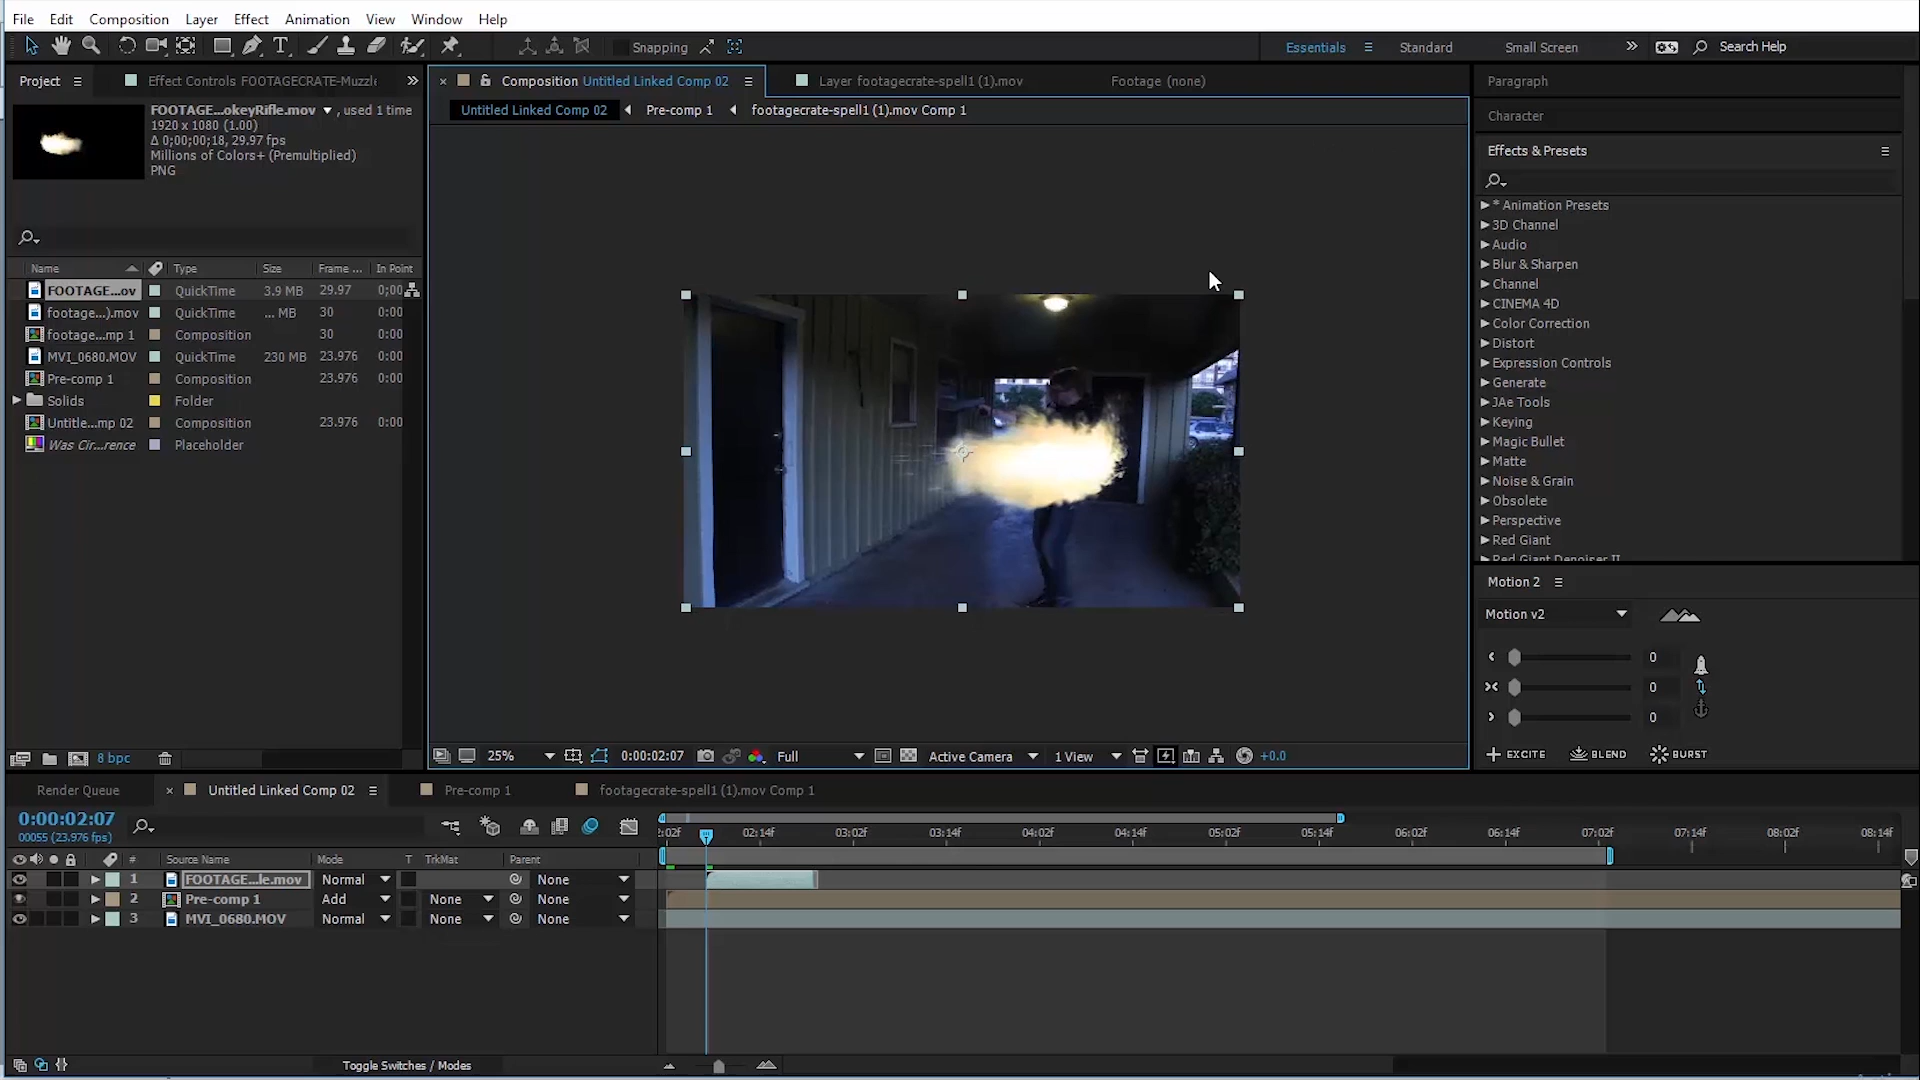 File Edit Composition Layer Effect Animation View Window Help
Snapping
Essentials Standard Small Screen Search Help
Project Effect Controls FOOTAGECRATE-Muzzle
Composition Untitled Linked Comp 02 Layer footagecrate-spell1 (1).mov Footage (none)
Untitled Linked Comp 02 Pre-comp 1 footagecrate-spell1 (1).mov Comp 1
FOOTAGE...okeyRifle.mov , used 1 time
1920 x 1080 (1.00)
Δ 0;00;00;18, 29.97 fps
Millions of Colors+ (Premultiplied)
PNG
Name Type Size Frame ... In Point
FOOTAGE...ov QuickTime 3.9 MB 29.97 0;00
footage...).mov QuickTime ... MB 30 0:00
footage...mp 1 Composition 30 0:00
MVI_0680.MOV QuickTime 230 MB 23.976 0:00
Pre-comp 1 Composition 23.976 0:00
Solids Folder
Untitle...mp 02 Composition 23.976 0:00
Was Cir...rence Placeholder
8 bpc
25% 0:00:02:07 Full Active Camera 1 View +0.0
Paragraph
Character
Effects & Presets
* Animation Presets
3D Channel
Audio
Blur & Sharpen
Channel
CINEMA 4D
Color Correction
Distort
Expression Controls
Generate
JAe Tools
Keying
Magic Bullet
Matte
Noise & Grain
Obsolete
Perspective
Red Giant
Red Giant Denoiser II
Motion 2
Motion v2
0
0
0
EXCITE BLEND BURST
Render Queue Untitled Linked Comp 02 Pre-comp 1 footagecrate-spell1 (1).mov Comp 1
0:00:02:07
00055 (23.976 fps)
:02f 02:14f 03:02f 03:14f 04:02f 04:14f 05:02f 05:14f 06:02f 06:14f 07:02f 07:14f 08:02f 08:14f
# Source Name Mode T TrkMat Parent
1 FOOTAGE...le.mov Normal None
2 Pre-comp 1 Add None None
3 MVI_0680.MOV Normal None None
Toggle Switches / Modes